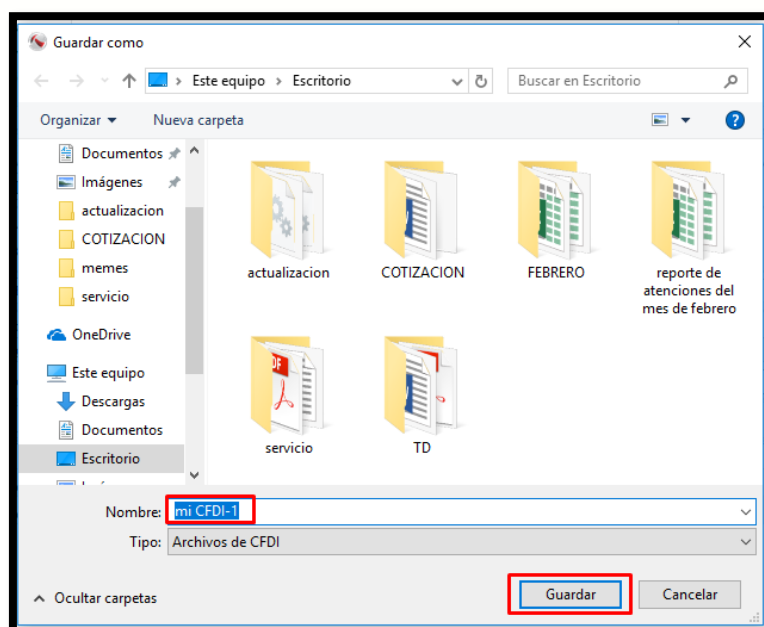 Guardar como
Este equipo > Escritorio
Buscar en Escritorio
Organizar
Nueva carpeta
Documentos
Imágenes
actualizacion
COTIZACION
memes
servicio
OneDrive
Este equipo
Descargas
Documentos
Escritorio
actualizacion
COTIZACION
FEBRERO
reporte de
atenciones del
mes de febrero
PDF
servicio
TD
Nombre: mi CFDI-1
Tipo: Archivos de CFDI
Ocultar carpetas
Guardar
Cancelar